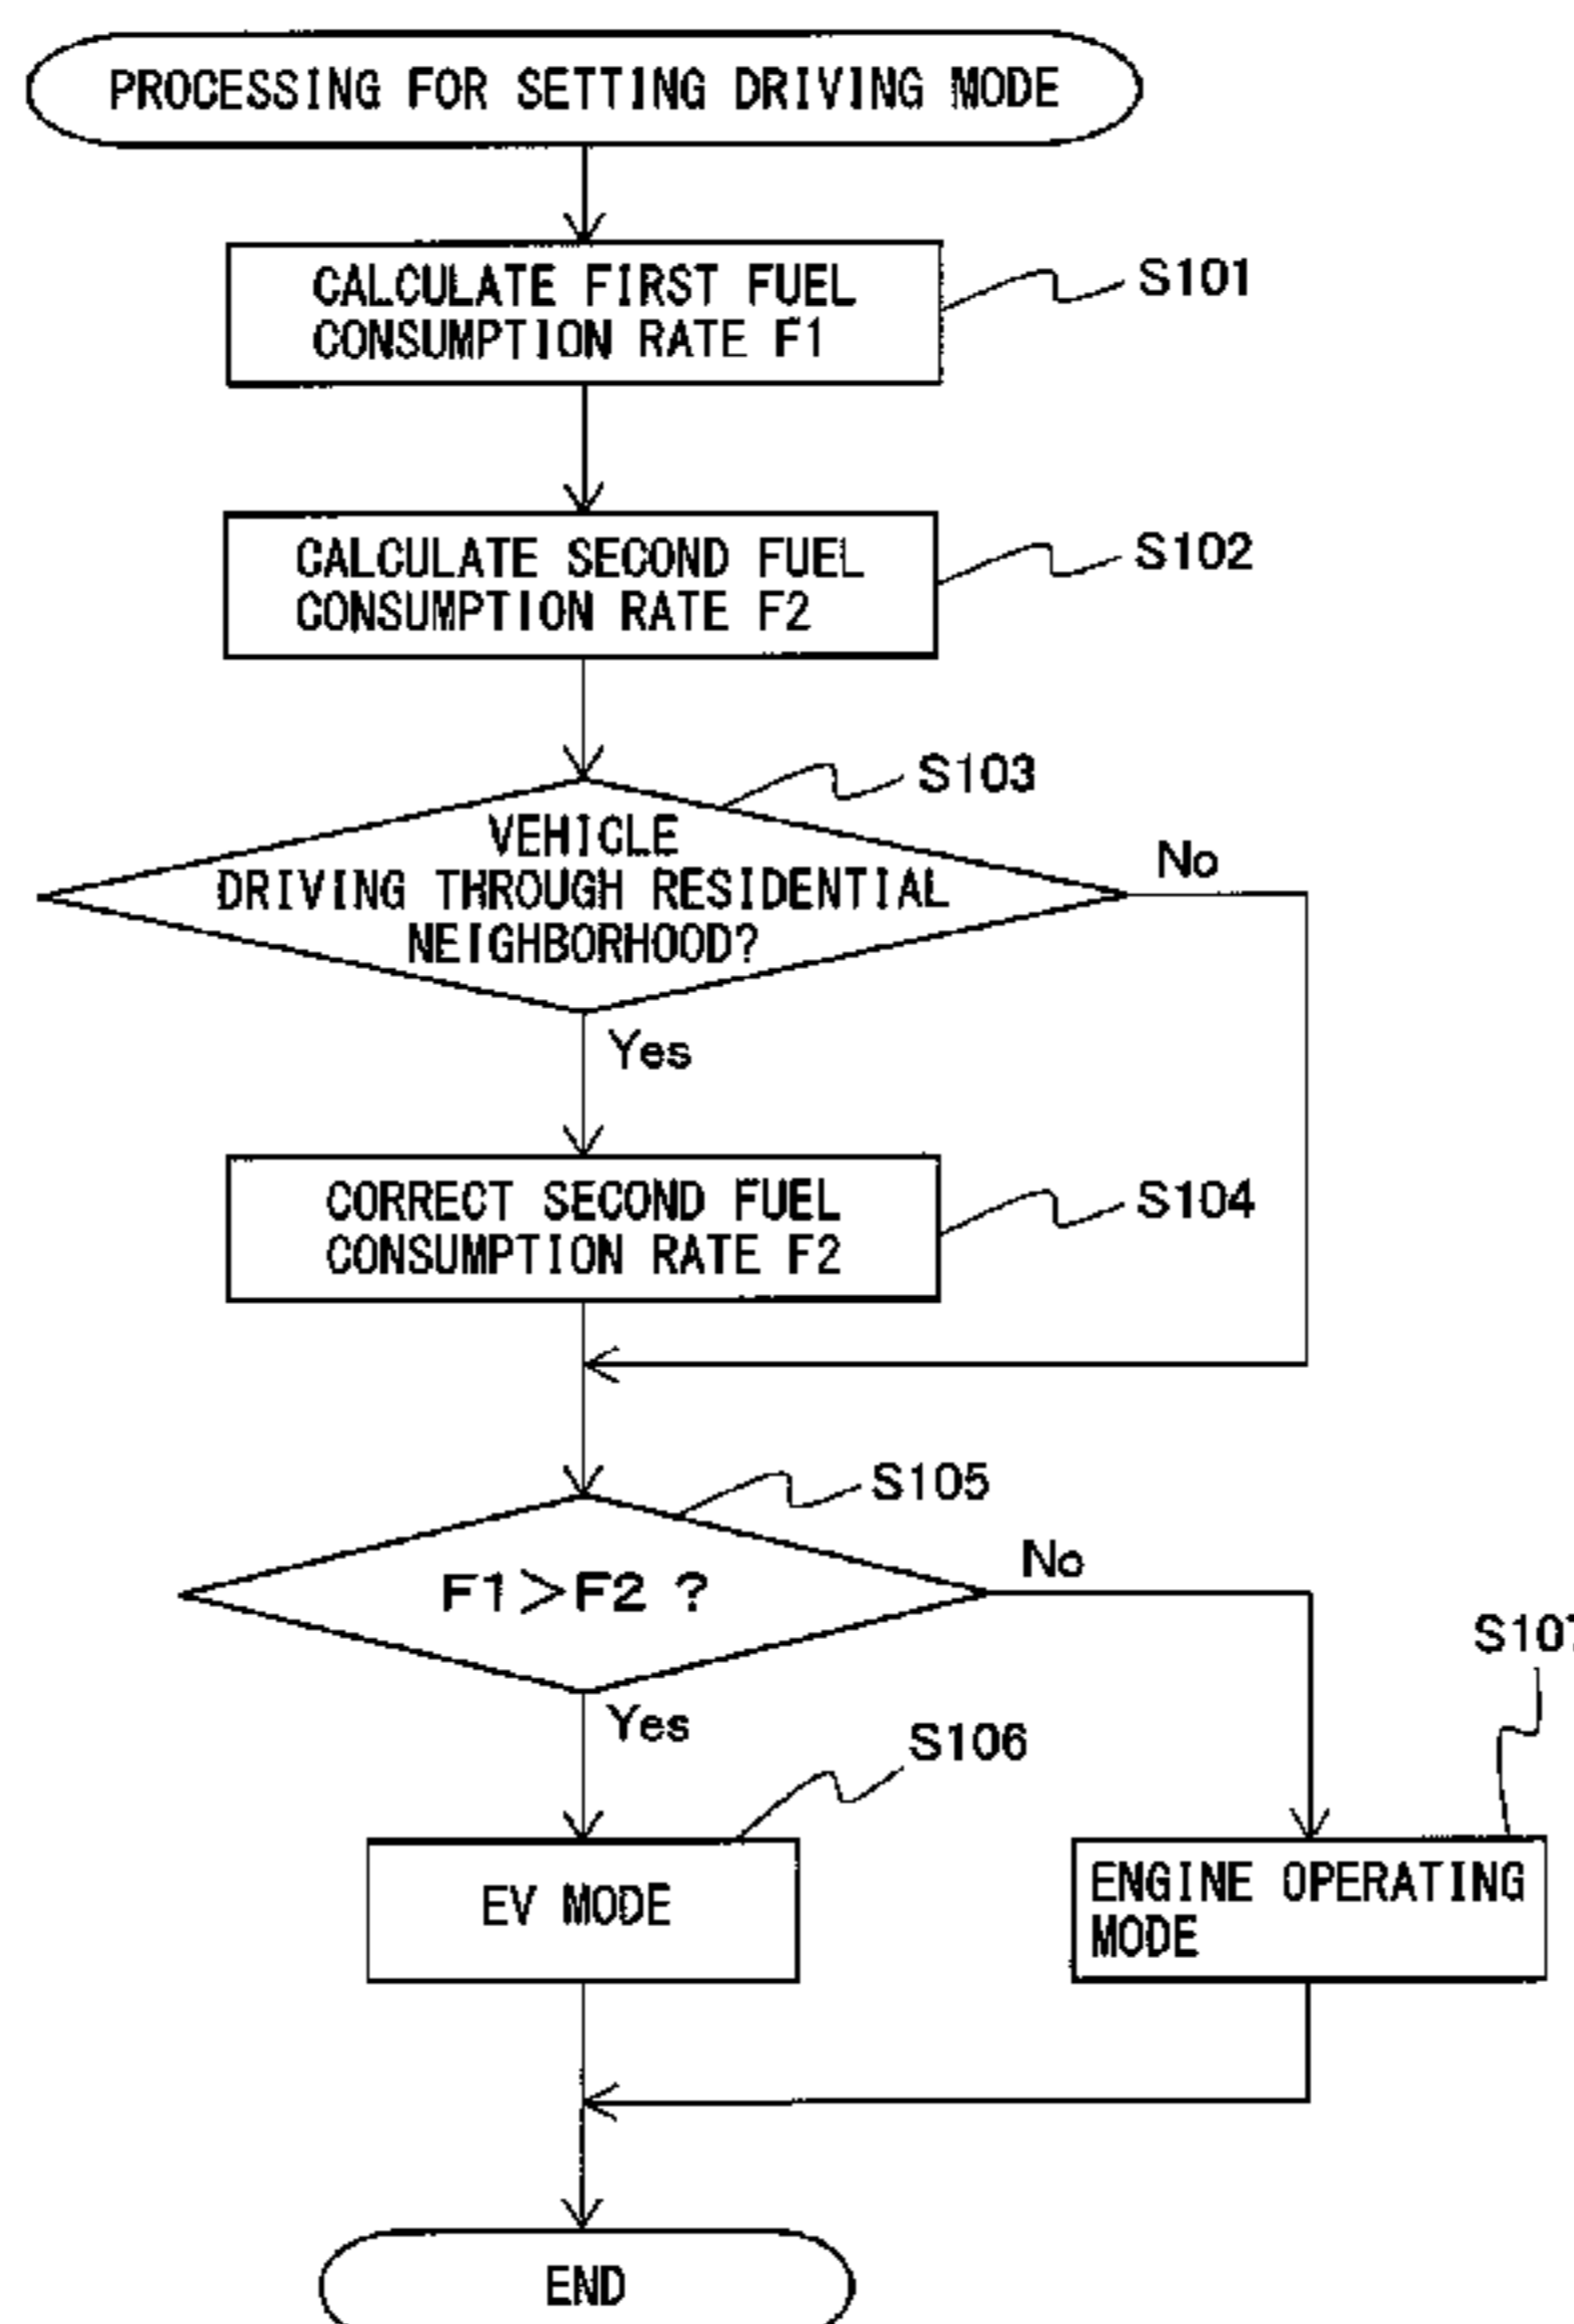 PROCESSING FOR SETTING DRIVING MODE
CALCULATE FIRST FUEL
CONSUMPTION RATE F1
S101
CALCULATE SECOND FUEL
CONSUMPTION RATE F2
S102
S103
VEHICLE
DRIVING THROUGH RESIDENTIAL
NEIGHBORHOOD?
No
Yes
CORRECT SECOND FUEL
CONSUMPTION RATE F2
S104
S105
F1>F2 ?
No
S107
Yes
S106
EV MODE
ENGINE OPERATING
MODE
END